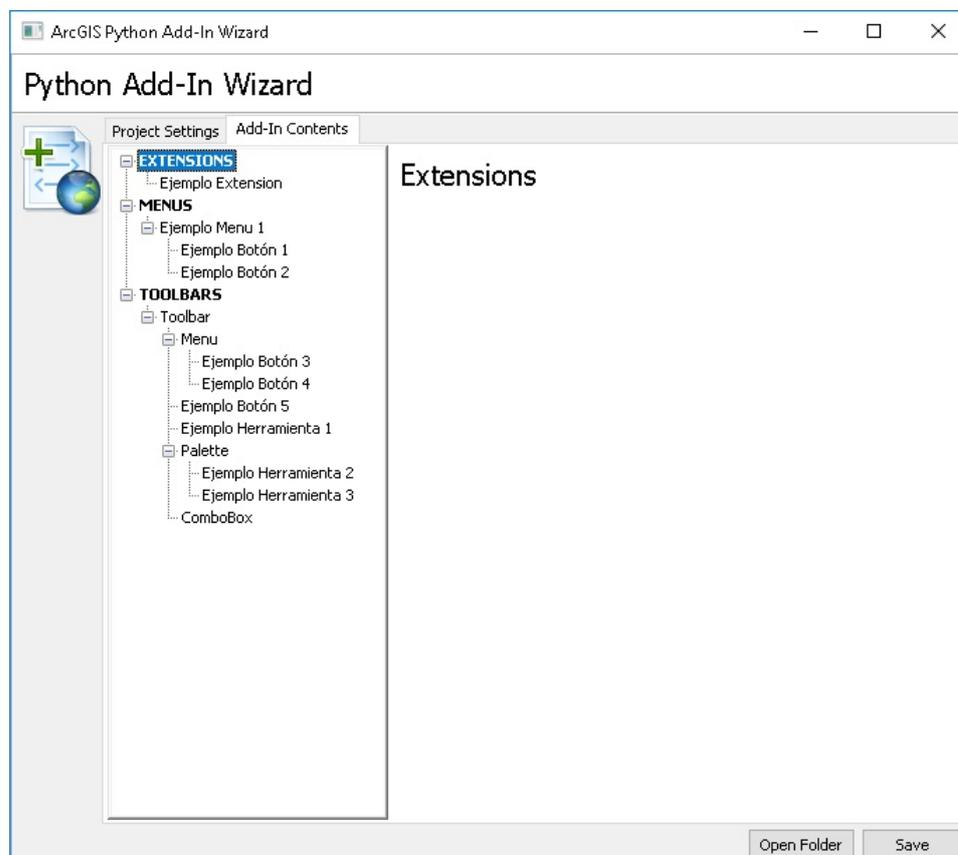 ArcGIS Python Add-In Wizard
Python Add-In Wizard
Project Settings
Add-In Contents
EXTENSIONS
Ejemplo Extension
MENUS
Ejemplo Menu 1
Ejemplo Botón 1
Ejemplo Botón 2
TOOLBARS
Toolbar
Menu
Ejemplo Botón 3
Ejemplo Botón 4
Ejemplo Botón 5
Ejemplo Herramienta 1
Palette
Ejemplo Herramienta 2
Ejemplo Herramienta 3
ComboBox
Extensions
Open Folder
Save